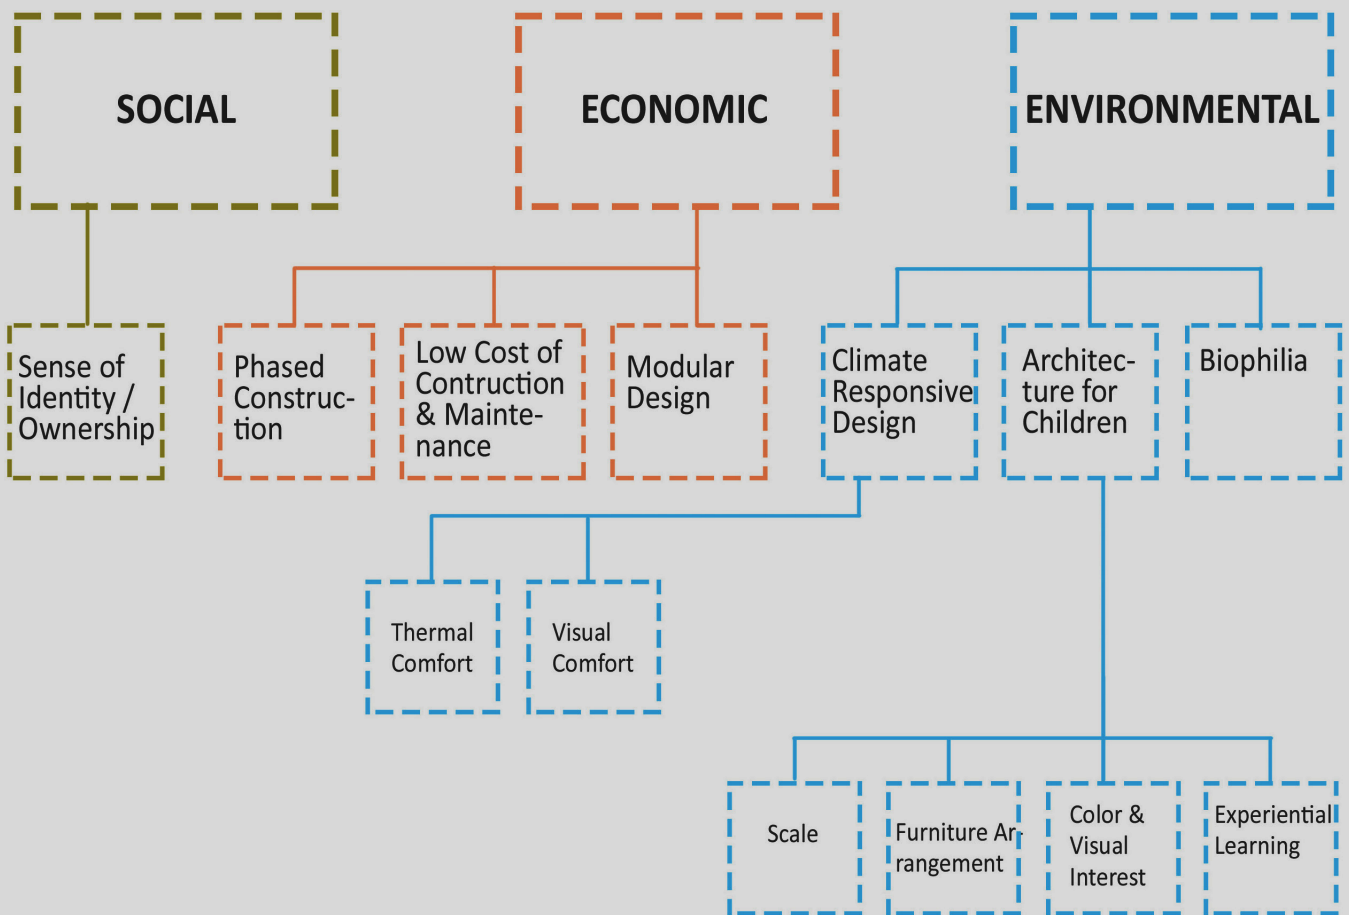 SOCIAL
ECONOMIC
ENVIRONMENTAL
Sense of
Identity /
Ownership
Phased
Construc-
tion
Low Cost of
Contruction
& Mainte-
nance
Modular
Design
Climate
Responsive
Design
Architec-
ture for
Children
Biophilia
Thermal
Comfort
Visual
Comfort
Scale
Furniture Ar-
rangement
Color &
Visual
Interest
Experiential
Learning